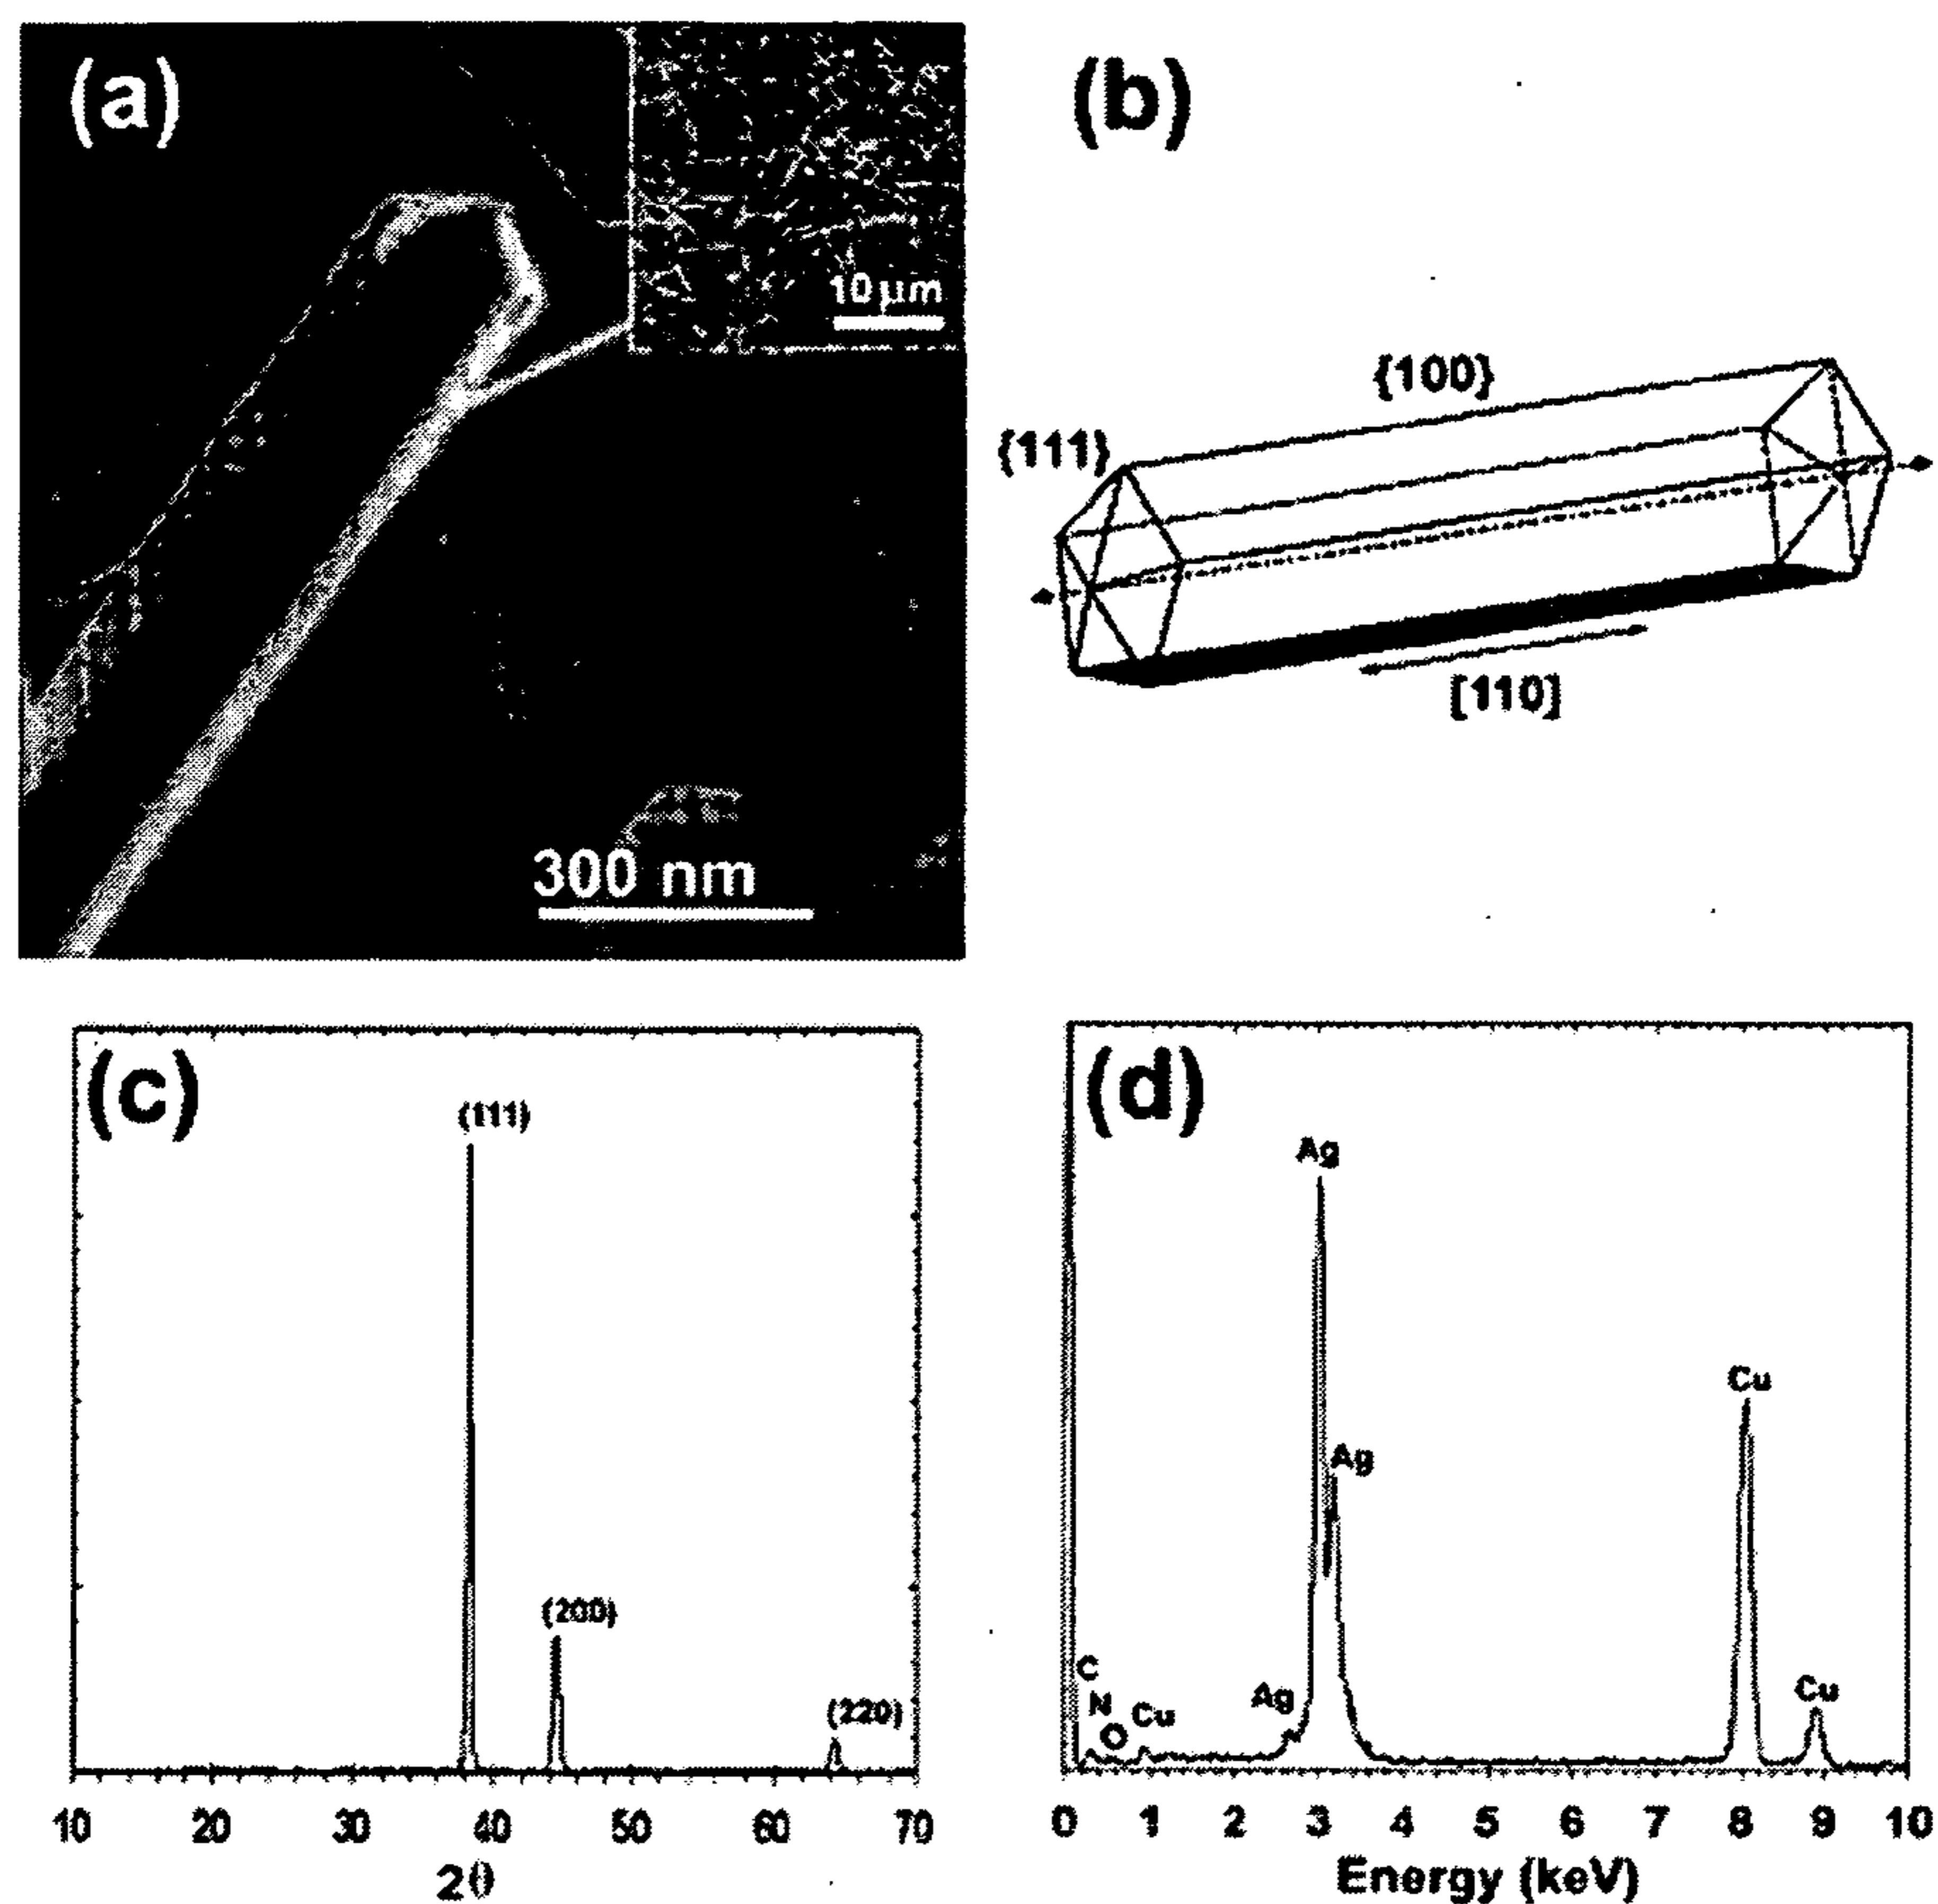 (a)
10 µm
300 nm
(b)
{100}
{111}
[110]
(c)
(111)
(200)
(220)
10 20 30 40 50 60 70
2θ
(d)
Ag
Ag
Cu
C
N
O
Cu
Ag
Cu
0 1 2 3 4 5 6 7 8 9 10
Energy (keV)